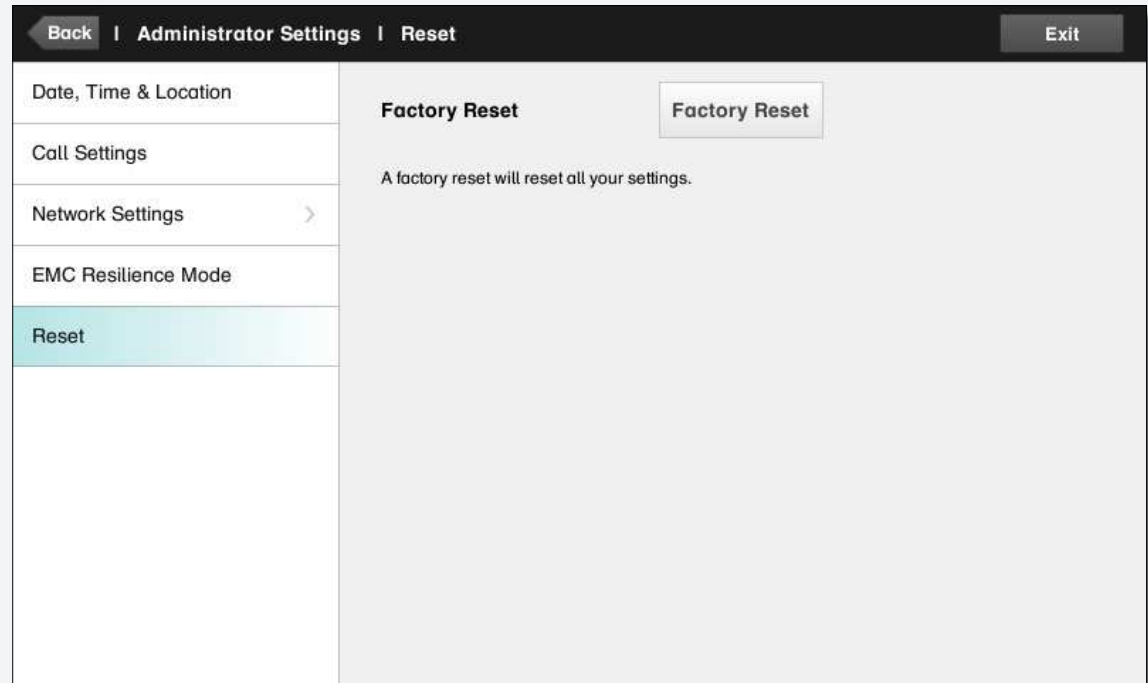 Back | Administrator Settings | Reset Exit
Date, Time & Location
Factory Reset Factory Reset
Call Settings
A factory reset will reset all your settings.
Network Settings
EMC Resilience Mode
Reset